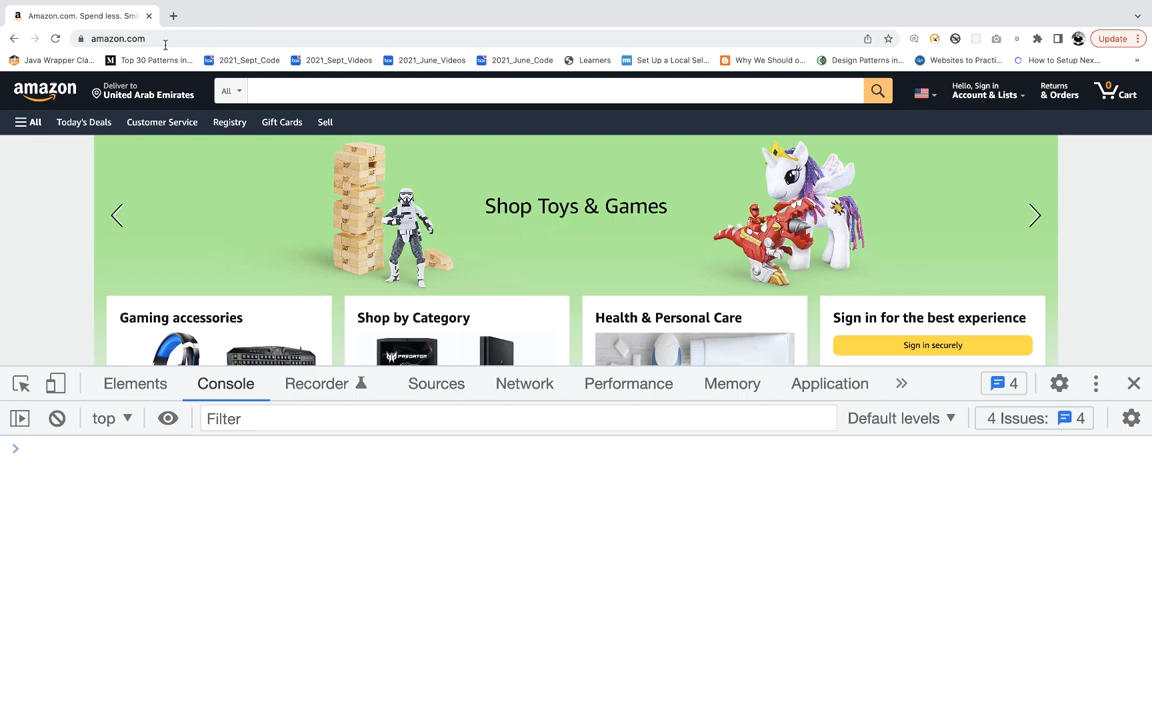 Amazon.com. Spend less. Smi
amazon.com
Update
Java Wrapper Cla...
Top 30 Patterns in...
2021_Sept_Code
2021_Sept_Videos
2021_June_Videos
2021_June_Code
Learners
Set Up a Local Sel...
Why We Should o...
Design Patterns in...
Websites to Practi...
How to Setup Nex...
»
amazon
Deliver to
United Arab Emirates
All
Hello, Sign in
Account & Lists
Returns
& Orders
0
Cart
All
Today's Deals
Customer Service
Registry
Gift Cards
Sell
Shop Toys & Games
Gaming accessories
Shop by Category
Health & Personal Care
Sign in for the best experience
PREDATOR
Sign in securely
Elements
Console
Recorder
Sources
Network
Performance
Memory
Application
»
4
top
Filter
Default levels
4 Issues:
4
>